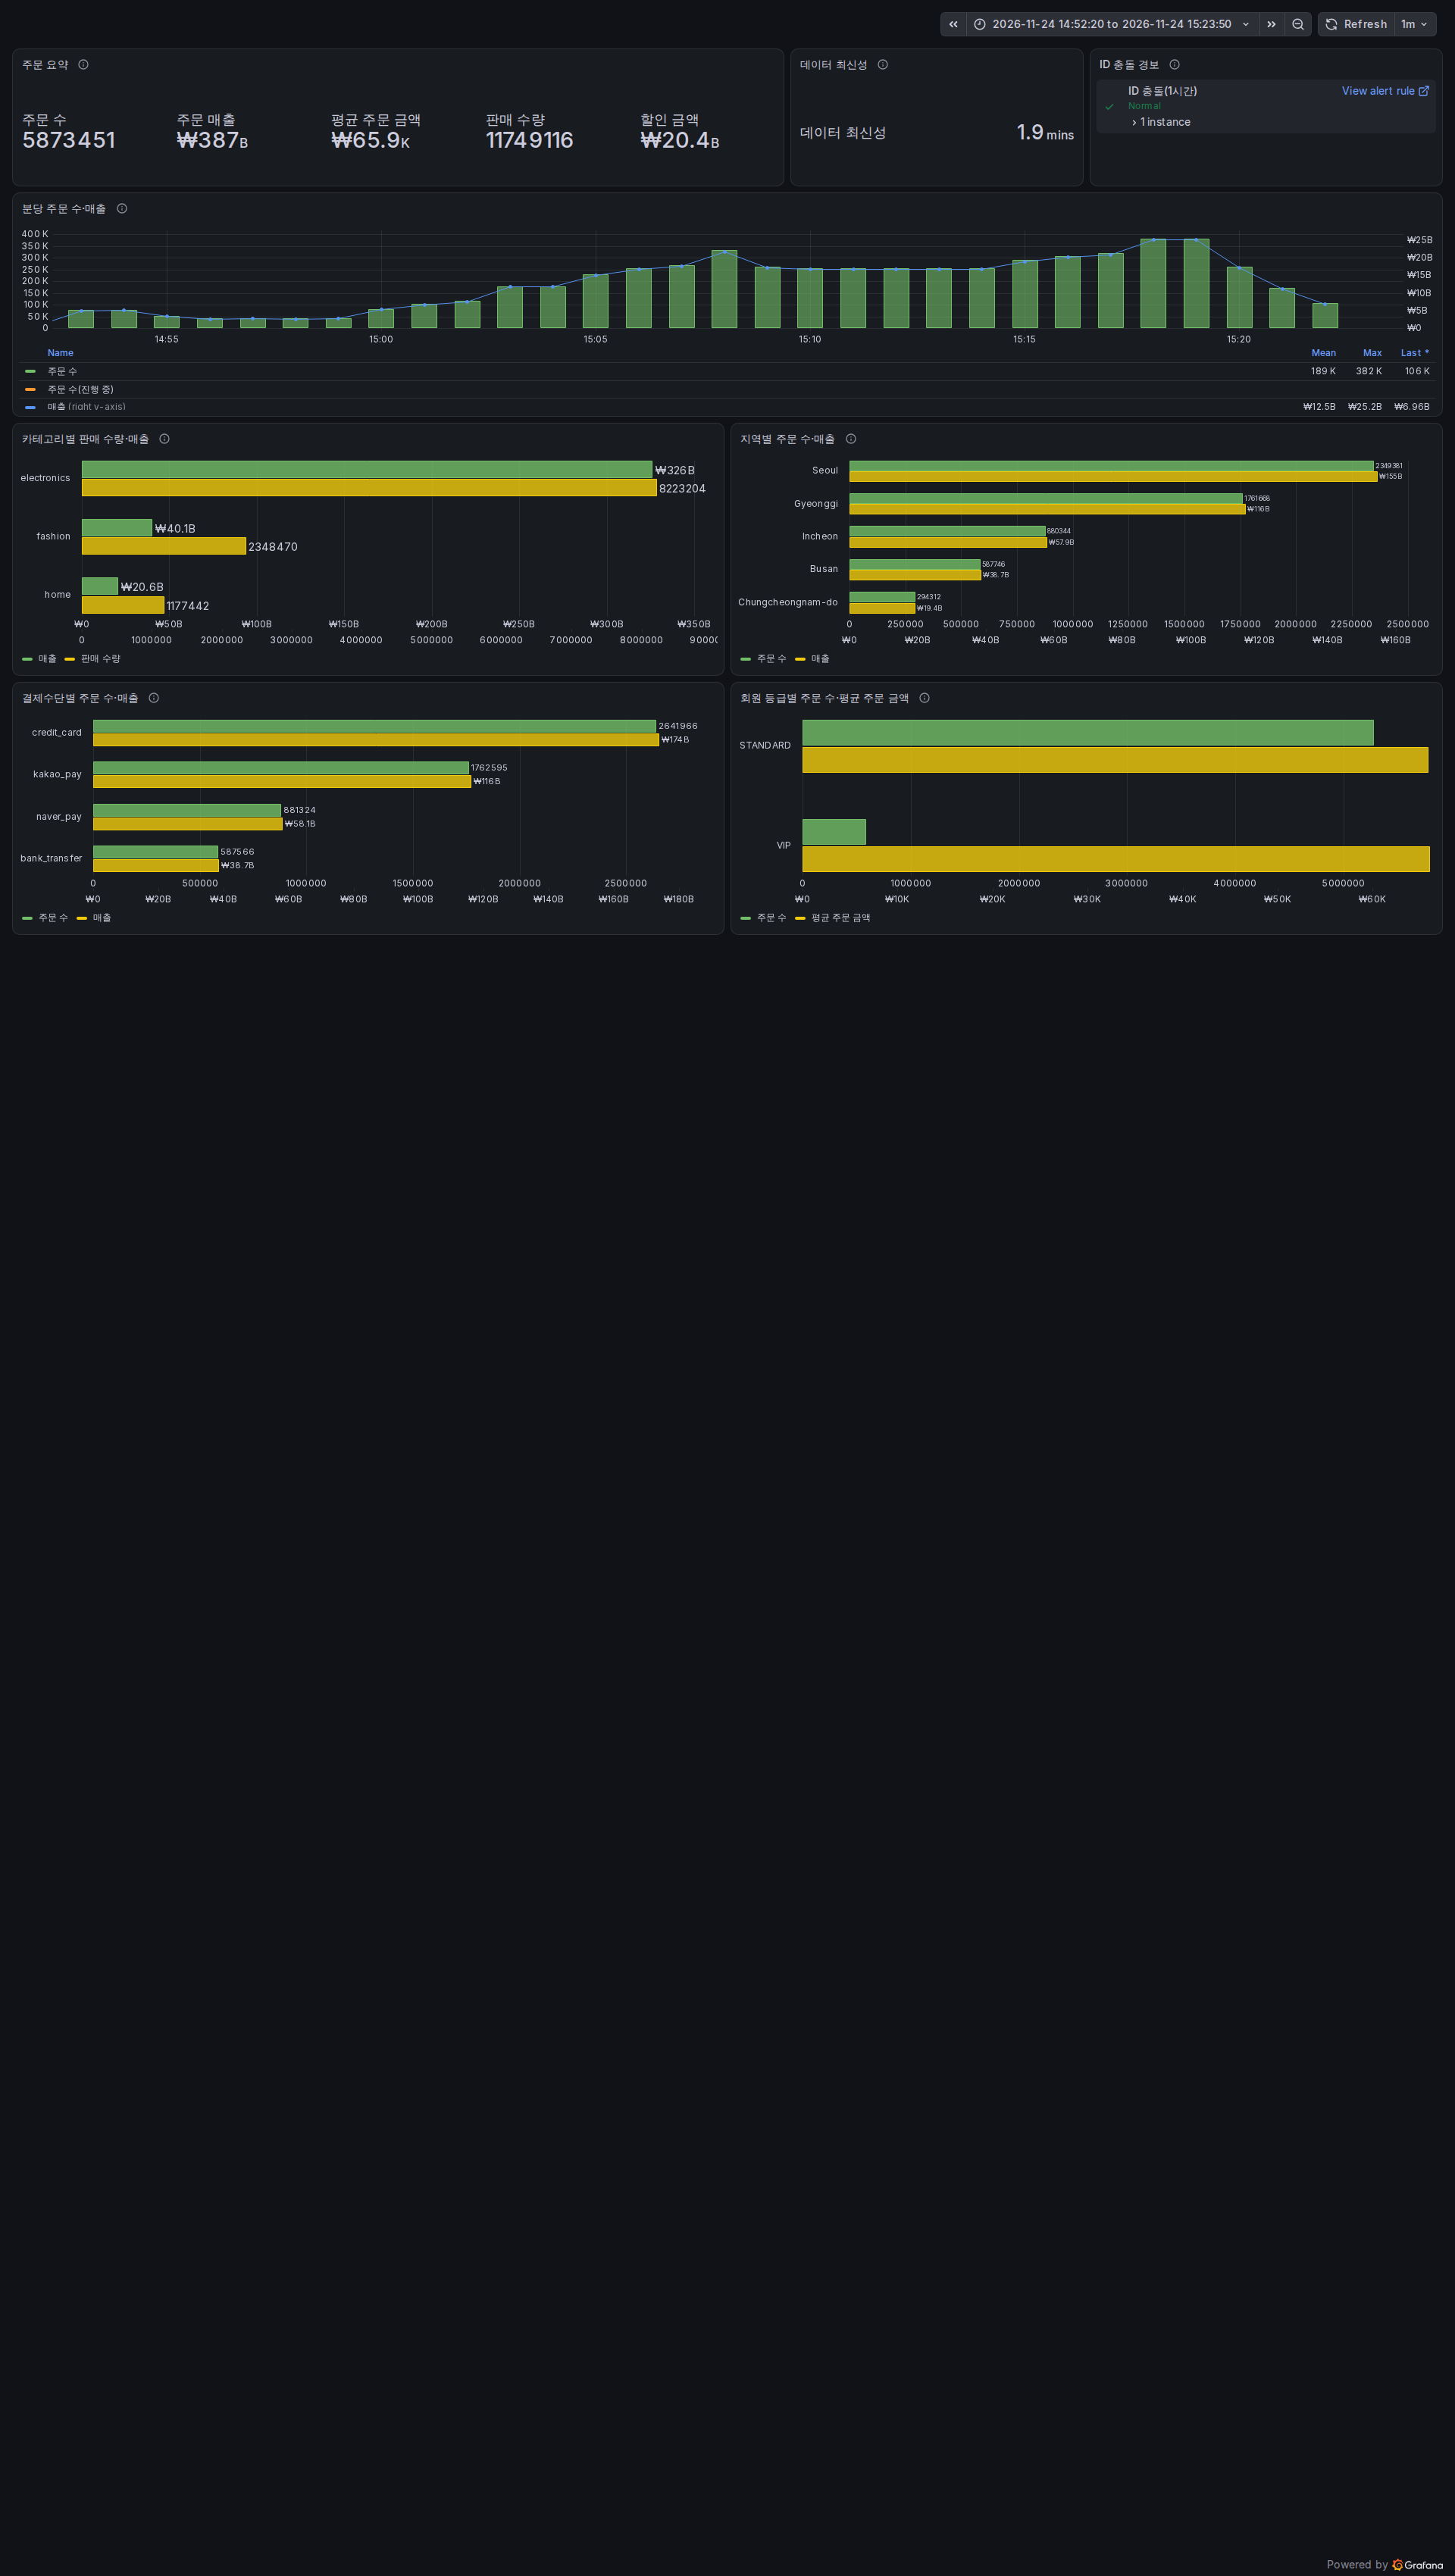 2026-11-24 14:52:20 to 2026-11-24 15:23:50
Refresh
1m
주문 요약
주문 수
5873451
주문 매출
₩387B
평균 주문 금액
₩65.9K
판매 수량
11749116
할인 금액
₩20.4B
데이터 최신성
데이터 최신성
1.9 mins
ID 충돌 경보
ID 충돌(1시간)
View alert rule
Normal
1 instance
분당 주문 수·매출
400 K
350 K
300 K
250 K
200 K
150 K
100 K
50 K
0
₩25B
₩20B
₩15B
₩10B
₩5B
₩0
14:55 15:00 15:05 15:10 15:15 15:20
Name Mean Max Last *
주문 수 189 K 382 K 106 K
주문 수(진행 중)
매출 (right y-axis) ₩12.5B ₩25.2B ₩6.96B
카테고리별 판매 수량·매출
electronics
₩326B
8223204
fashion
₩40.1B
2348470
home
₩20.6B
1177442
₩0 ₩50B ₩100B ₩150B ₩200B ₩250B ₩300B ₩350B
0 1000000 2000000 3000000 4000000 5000000 6000000 7000000 8000000 90000
매출 판매 수량
지역별 주문 수·매출
Seoul
2349381
₩155B
Gyeonggi
1761668
₩116B
Incheon
880344
₩57.9B
Busan
587746
₩38.7B
Chungcheongnam-do
294312
₩19.4B
0 250000 500000 750000 1000000 1250000 1500000 1750000 2000000 2250000 2500000
₩0 ₩20B ₩40B ₩60B ₩80B ₩100B ₩120B ₩140B ₩160B
주문 수 매출
결제수단별 주문 수·매출
credit_card
2641966
₩174B
kakao_pay
1762595
₩116B
naver_pay
881324
₩58.1B
bank_transfer
587566
₩38.7B
0 500000 1000000 1500000 2000000 2500000
₩0 ₩20B ₩40B ₩60B ₩80B ₩100B ₩120B ₩140B ₩160B ₩180B
주문 수 매출
회원 등급별 주문 수·평균 주문 금액
STANDARD
VIP
0 1000000 2000000 3000000 4000000 5000000
₩0 ₩10K ₩20K ₩30K ₩40K ₩50K ₩60K
주문 수 평균 주문 금액
Powered by Grafana